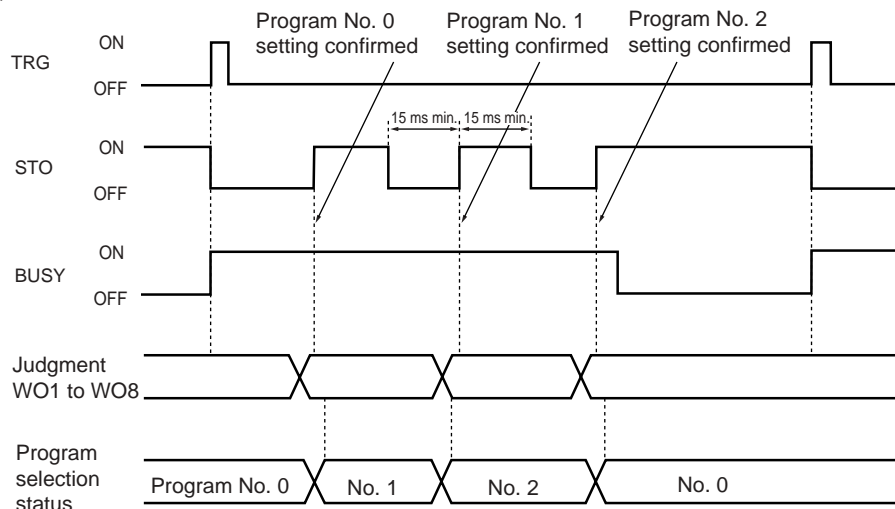 Program No. 0
setting confirmed
Program No. 1
setting confirmed
Program No. 2
setting confirmed
TRG
ON
OFF
15 ms min.
15 ms min.
STO
ON
OFF
BUSY
ON
OFF
Judgment
WO1 to WO8
Program
selection
status
Program No. 0
No. 1
No. 2
No. 0